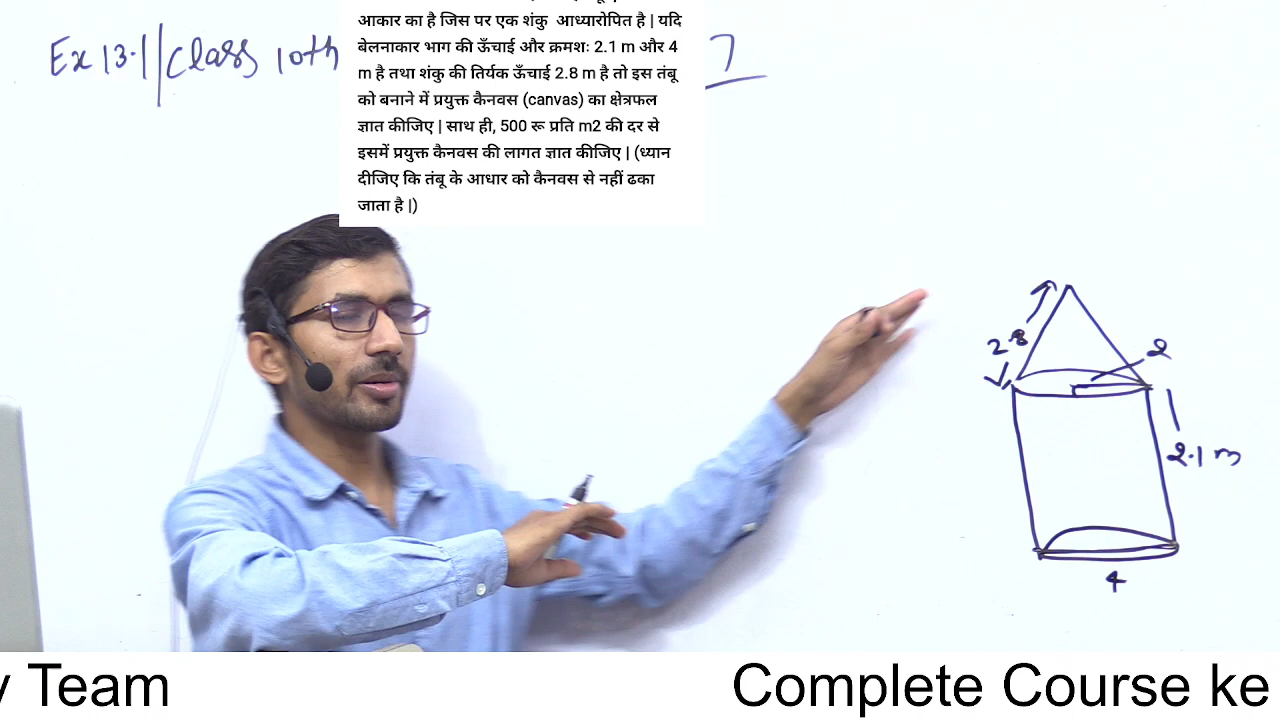 Ex 13.1 | Class 10th
7
आकार का है जिस पर एक शंकु आध्यारोपित है | यदि
बेलनाकार भाग की ऊँचाई और क्रमशः 2.1 m और 4
m है तथा शंकु की तिर्यक ऊँचाई 2.8 m है तो इस तंबू
को बनाने में प्रयुक्त कैनवस (canvas) का क्षेत्रफल
ज्ञात कीजिए | साथ ही, 500 रू प्रति m2 की दर से
इसमें प्रयुक्त कैनवस की लागत ज्ञात कीजिए | (ध्यान
दीजिए कि तंबू के आधार को कैनवस से नहीं ढका
जाता है |)
2.8
2
2.1 m
4
Team
Complete Course ke